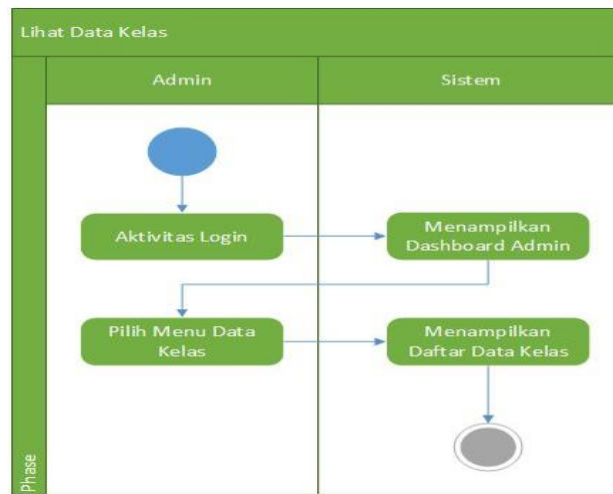 Lihat Data Kelas
Admin
Sistem
Aktivitas Login
Menampilkan
Dashboard Admin
Pilih Menu Data
Kelas
Menampilkan
Daftar Data Kelas
Phase